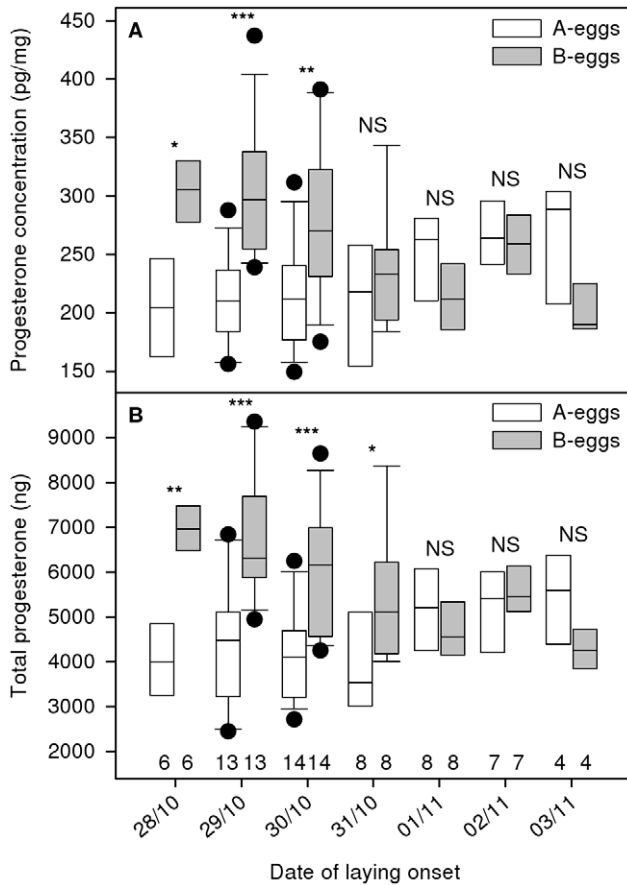 A
A-eggs
B-eggs
Progesterone concentration (pg/mg)
450
400
350
300
250
200
150
*
***
**
NS
NS
NS
NS
B
A-eggs
B-eggs
Total progesterone (ng)
9000
8000
7000
6000
5000
4000
3000
2000
**
***
***
*
NS
NS
NS
6 6 13 13 14 14 8 8 8 8 7 7 4 4
28/10 29/10 30/10 31/10 01/11 02/11 03/11
Date of laying onset